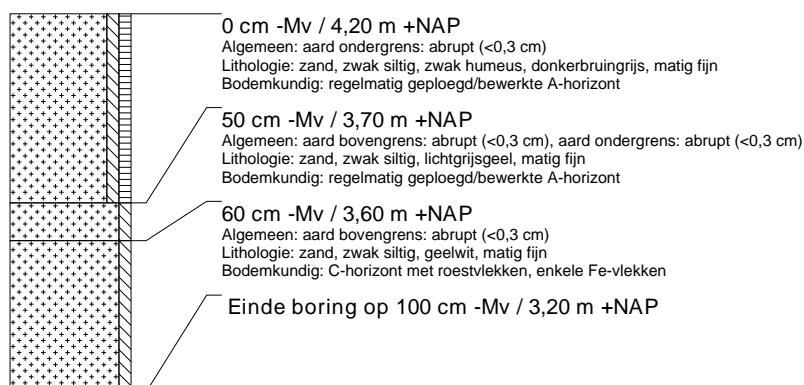 0 cm -Mv / 4,20 m +NAP
Algemeen: aard ondergrens: abrupt (<0,3 cm)
Lithologie: zand, zwak siltig, zwak humeus, donkerbruingrijs, matig fijn
Bodemkundig: regelmatig geploegd/bewerkte A-horizont
50 cm -Mv / 3,70 m +NAP
Algemeen: aard bovengrens: abrupt (<0,3 cm), aard ondergrens: abrupt (<0,3 cm)
Lithologie: zand, zwak siltig, lichtgrijsgeel, matig fijn
Bodemkundig: regelmatig geploegd/bewerkte A-horizont
60 cm -Mv / 3,60 m +NAP
Algemeen: aard bovengrens: abrupt (<0,3 cm)
Lithologie: zand, zwak siltig, geelwit, matig fijn
Bodemkundig: C-horizont met roestvlekken, enkele Fe-vlekken
Einde boring op 100 cm -Mv / 3,20 m +NAP